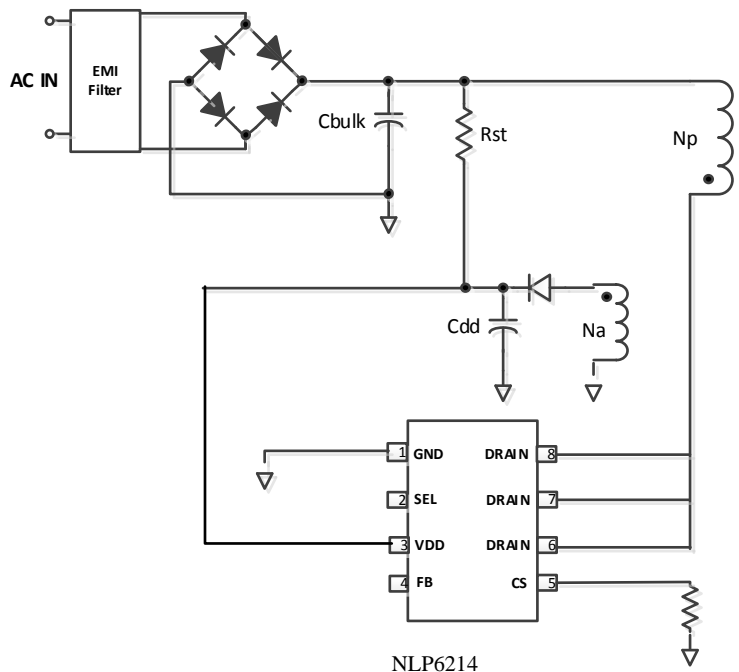 AC IN
EMI
Filter
Cbulk
Rst
Np
Cdd
Na
1 GND DRAIN 8
2 SEL DRAIN 7
3 VDD DRAIN 6
4 FB CS 5
NLP6214